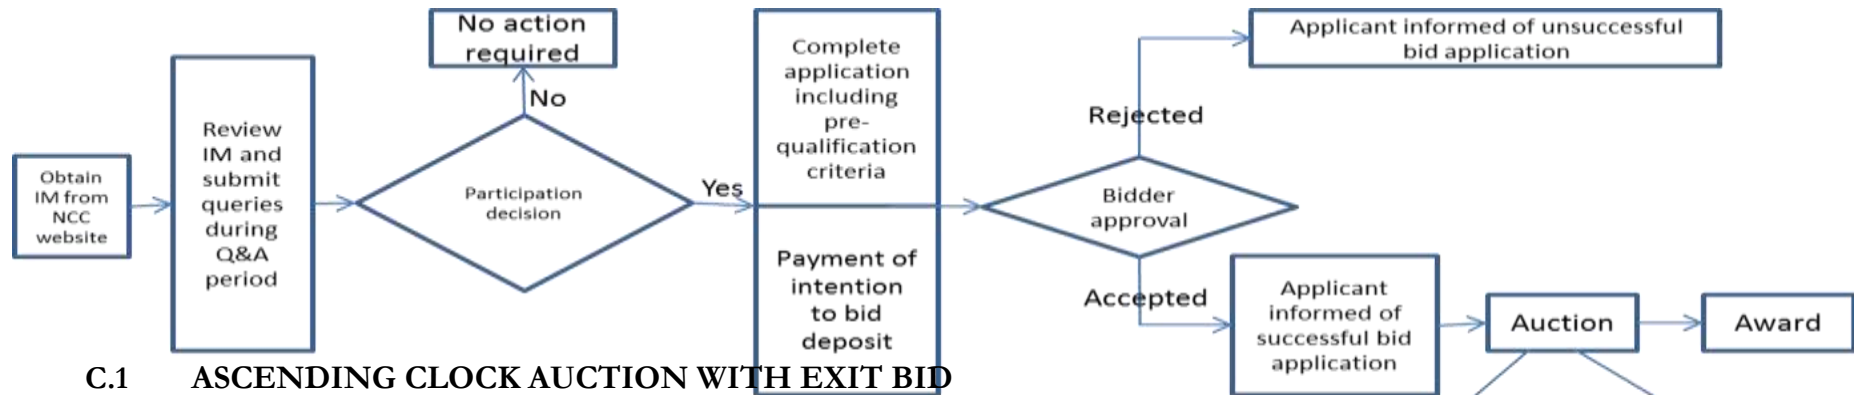 Obtain
IM from
NCC
website
Review
IM and
submit
queries
during
Q&A
period
Participation
decision
No
No action
required
Yes
Complete
application
including
pre-
qualification
criteria
Payment of
intention
to bid
deposit
Bidder
approval
Rejected
Applicant informed of unsuccessful
bid application
Accepted
Applicant
informed of
successful bid
application
Auction
Award
C.1 ASCENDING CLOCK AUCTION WITH EXIT BID